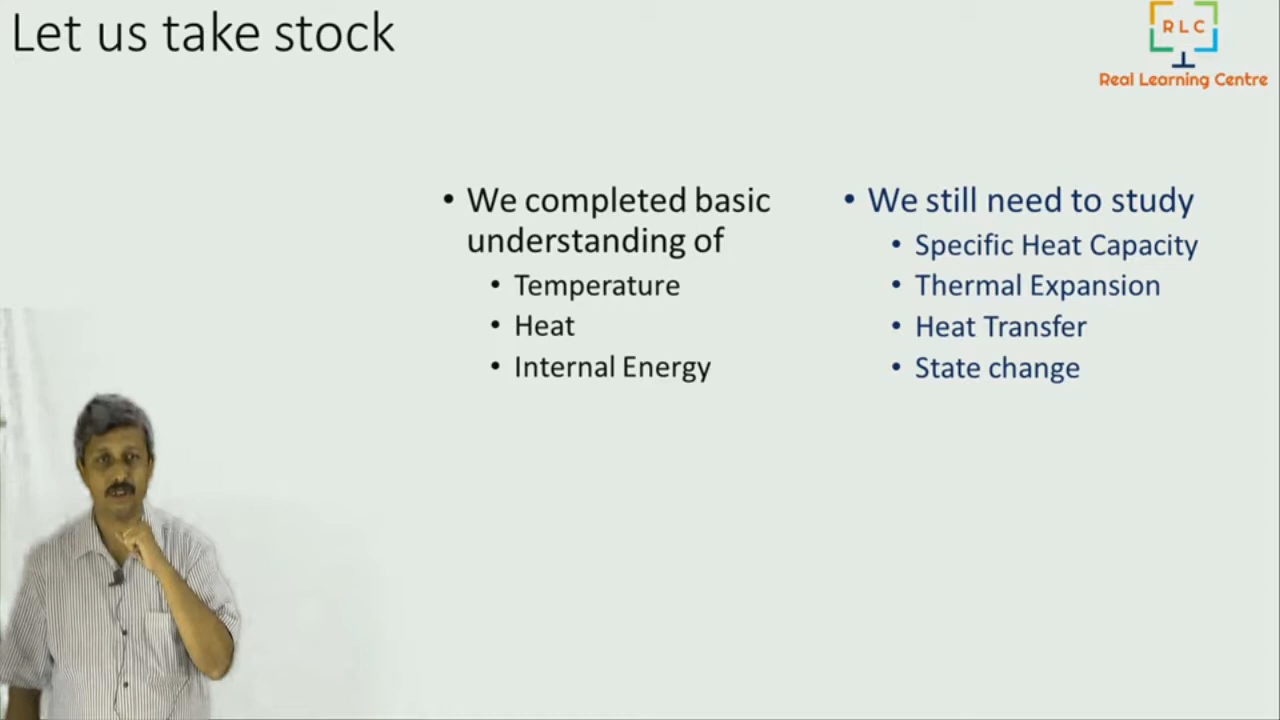 Let us take stock
RLC
Real Learning Centre
• We completed basic
understanding of
• Temperature
• Heat
• Internal Energy
• We still need to study
• Specific Heat Capacity
• Thermal Expansion
• Heat Transfer
• State change